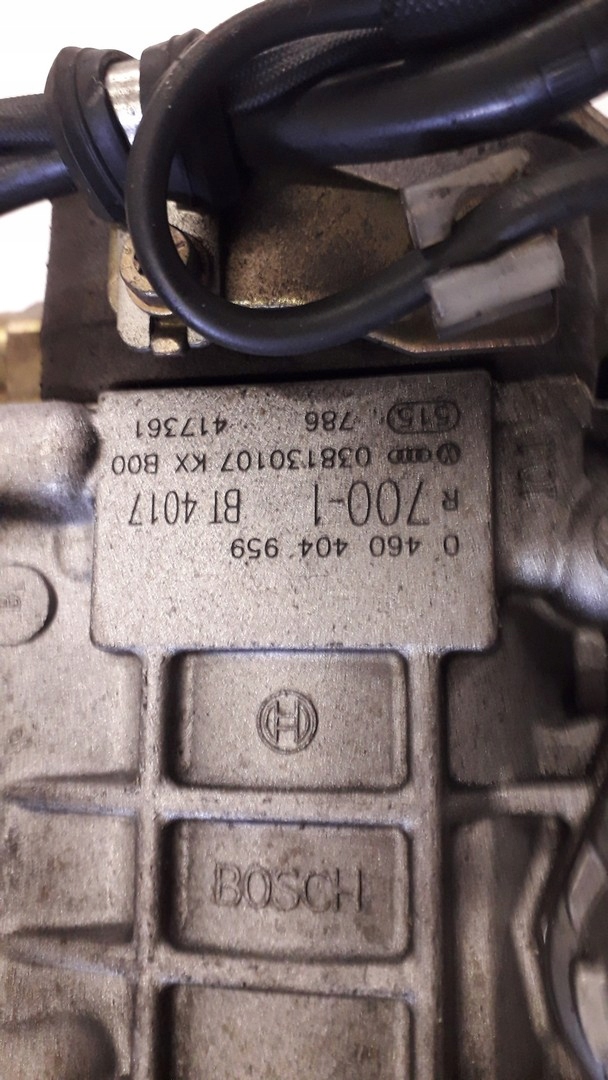 0 460 404 959
R 700-1 BT 4017
038130107 KX B00
515 786 417361
BOSCH